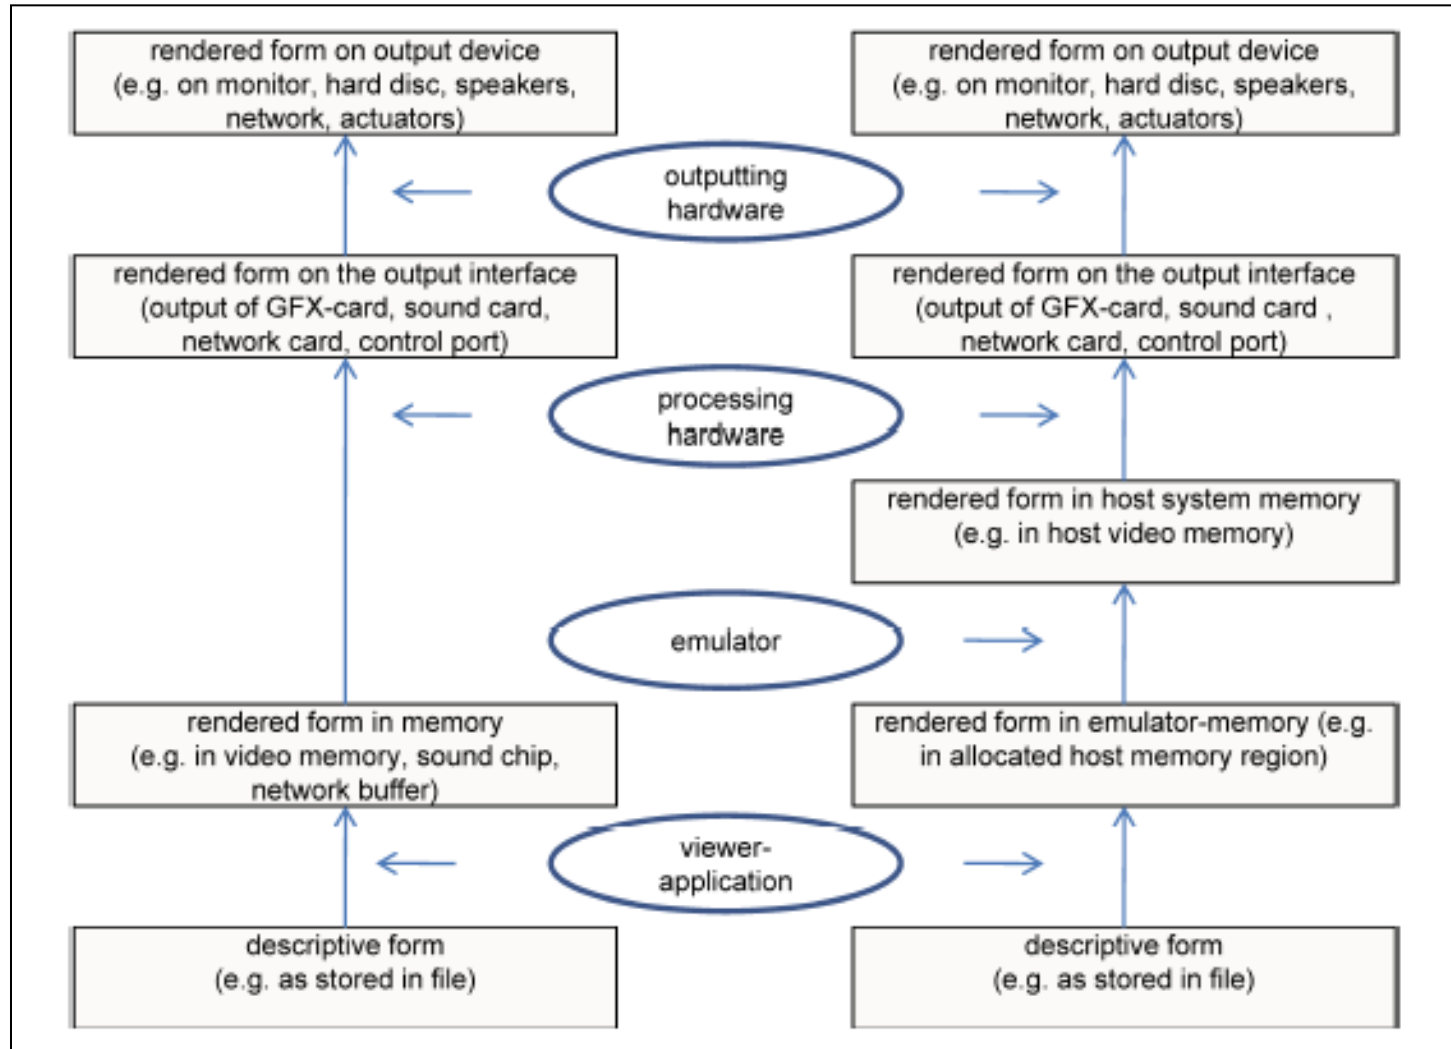 rendered form on output device
(e.g. on monitor, hard disc, speakers,
network, actuators)
rendered form on output device
(e.g. on monitor, hard disc, speakers,
network, actuators)
outputting
hardware
rendered form on the output interface
(output of GFX-card, sound card,
network card, control port)
rendered form on the output interface
(output of GFX-card, sound card ,
network card, control port)
processing
hardware
rendered form in host system memory
(e.g. in host video memory)
emulator
rendered form in memory
(e.g. in video memory, sound chip,
network buffer)
rendered form in emulator-memory (e.g.
in allocated host memory region)
viewer-
application
descriptive form
(e.g. as stored in file)
descriptive form
(e.g. as stored in file)